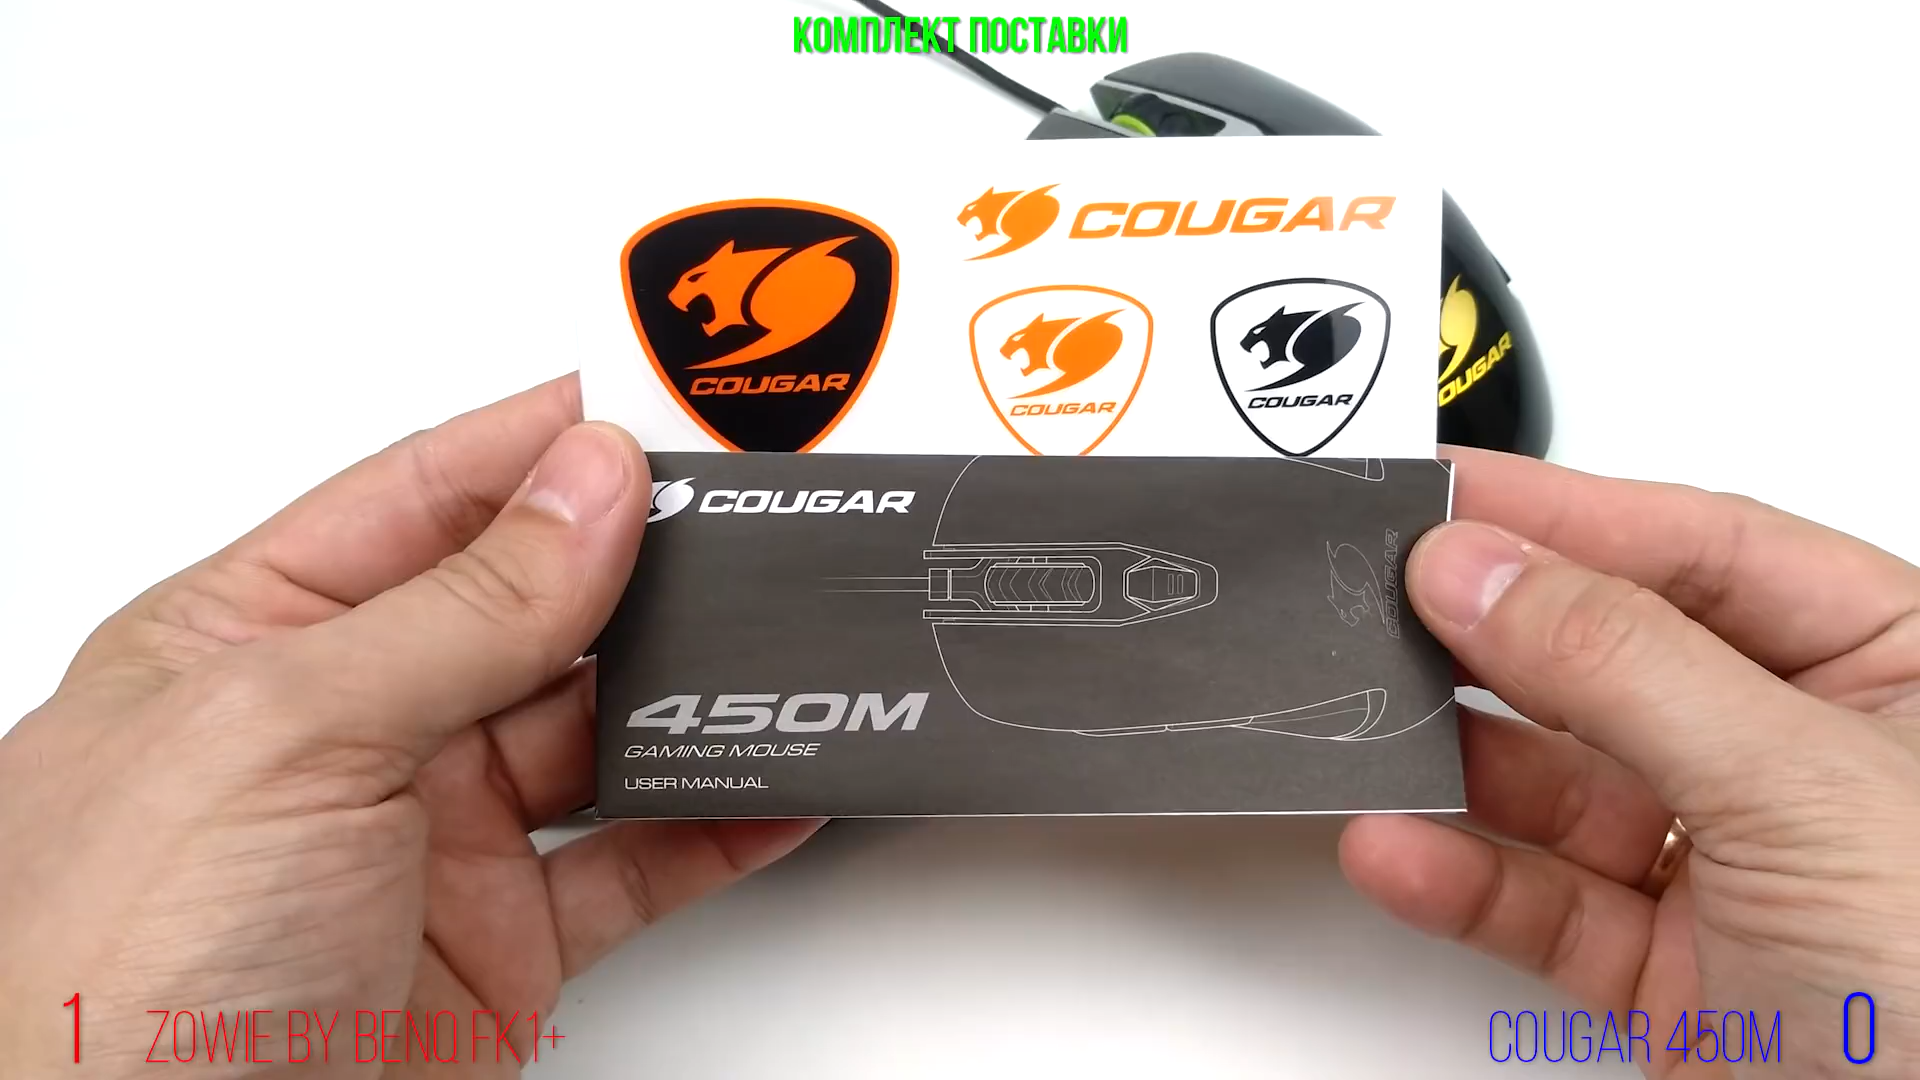 КОМПЛЕКТ ПОСТАВКИ
COUGAR
COUGAR
COUGAR
COUGAR
COUGAR
COUGAR
COUGAR
450M
GAMING MOUSE
USER MANUAL
1 ZOWIE BY BENQ FK1+
COUGAR 450M 0